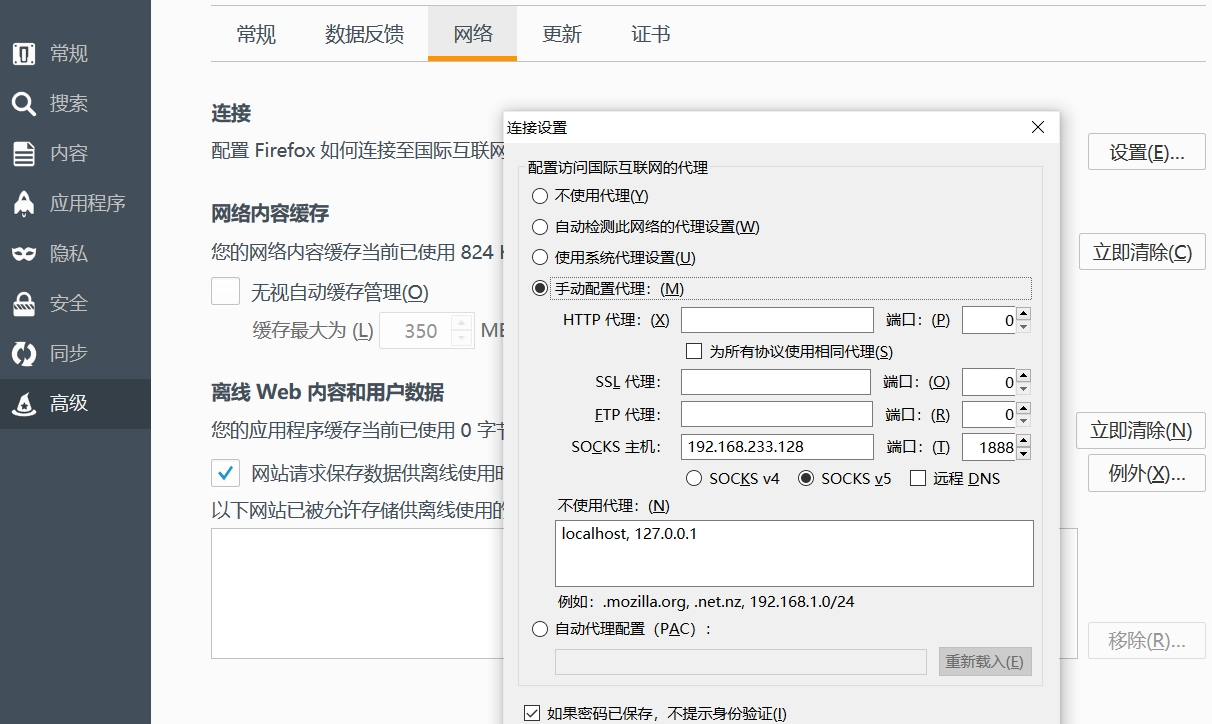 常规
搜索
内容
应用程序
隐私
安全
同步
高级
常规 数据反馈 网络 更新 证书
连接
配置 Firefox 如何连接至国际互联网
设置(E)...
网络内容缓存
您的网络内容缓存当前已使用 824
立即清除(C)
无视自动缓存管理(O)
缓存最大为 (L) 350
离线 Web 内容和用户数据
您的应用程序缓存当前已使用 0 字节
立即清除(N)
网站请求保存数据供离线使用时
例外(X)...
以下网站已被允许存储供离线使用的
移除(R)...
连接设置
配置访问国际互联网的代理
不使用代理(Y)
自动检测此网络的代理设置(W)
使用系统代理设置(U)
手动配置代理：(M)
HTTP 代理：(X) 端口：(P) 0
为所有协议使用相同代理(S)
SSL 代理： 端口：(O) 0
FTP 代理： 端口：(R) 0
SOCKS 主机： 192.168.233.128 端口：(T) 1888
SOCKS v4 SOCKS v5 远程 DNS
不使用代理：(N)
localhost, 127.0.0.1
例如：.mozilla.org, .net.nz, 192.168.1.0/24
自动代理配置（PAC）:
重新载入(E)
如果密码已保存，不提示身份验证(I)